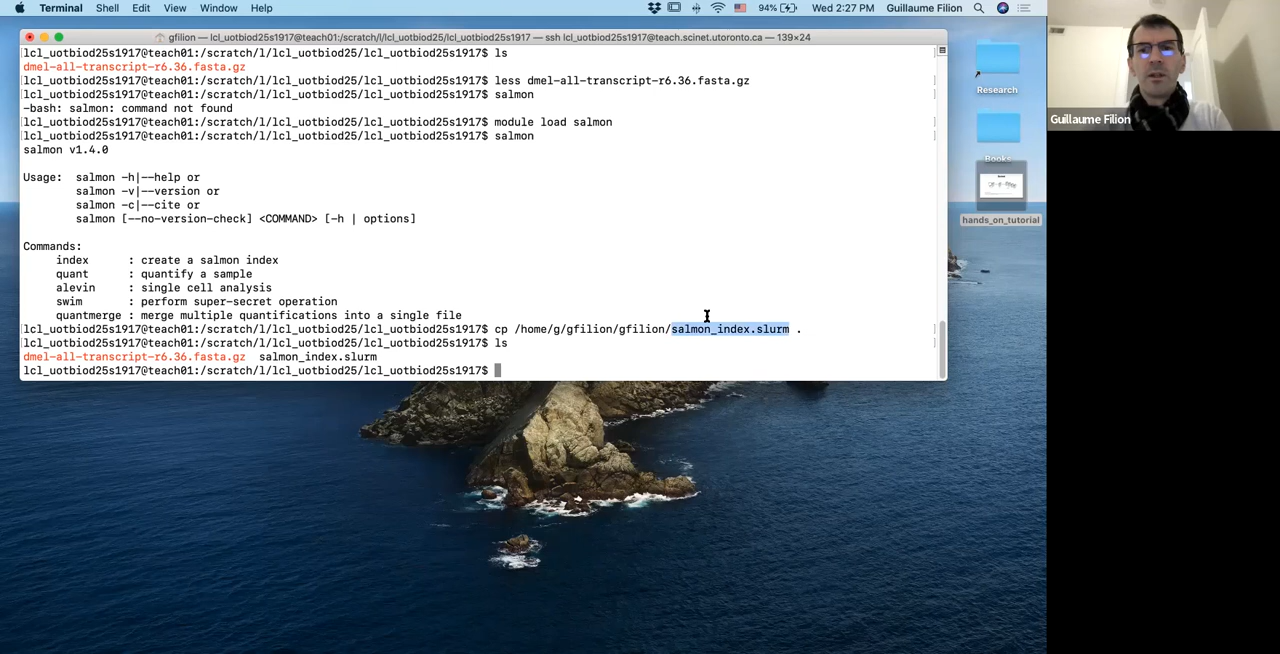 Terminal Shell Edit View Window Help 94% Wed 2:27 PM Guillaume Filion
gfilion — lcl_uotbiod25s1917@teach01:/scratch/l/lcl_uotbiod25/lcl_uotbiod25s1917 — ssh lcl_uotbiod25s1917@teach.scinet.utoronto.ca — 139×24
lcl_uotbiod25s1917@teach01:/scratch/l/lcl_uotbiod25/lcl_uotbiod25s1917$ ls
dmel-all-transcript-r6.36.fasta.gz
lcl_uotbiod25s1917@teach01:/scratch/l/lcl_uotbiod25/lcl_uotbiod25s1917$ less dmel-all-transcript-r6.36.fasta.gz
lcl_uotbiod25s1917@teach01:/scratch/l/lcl_uotbiod25/lcl_uotbiod25s1917$ salmon
-bash: salmon: command not found
lcl_uotbiod25s1917@teach01:/scratch/l/lcl_uotbiod25/lcl_uotbiod25s1917$ module load salmon
lcl_uotbiod25s1917@teach01:/scratch/l/lcl_uotbiod25/lcl_uotbiod25s1917$ salmon
salmon v1.4.0
Usage: salmon -h|--help or
salmon -v|--version or
salmon -c|--cite or
salmon [--no-version-check] <COMMAND> [-h | options]
Commands:
index : create a salmon index
quant : quantify a sample
alevin : single cell analysis
swim : perform super-secret operation
quantmerge : merge multiple quantifications into a single file
lcl_uotbiod25s1917@teach01:/scratch/l/lcl_uotbiod25/lcl_uotbiod25s1917$ cp /home/g/gfilion/gfilion/salmon_index.slurm .
lcl_uotbiod25s1917@teach01:/scratch/l/lcl_uotbiod25/lcl_uotbiod25s1917$ ls
dmel-all-transcript-r6.36.fasta.gz salmon_index.slurm
lcl_uotbiod25s1917@teach01:/scratch/l/lcl_uotbiod25/lcl_uotbiod25s1917$
Research
Books
hands_on_tutorial
Guillaume Filion